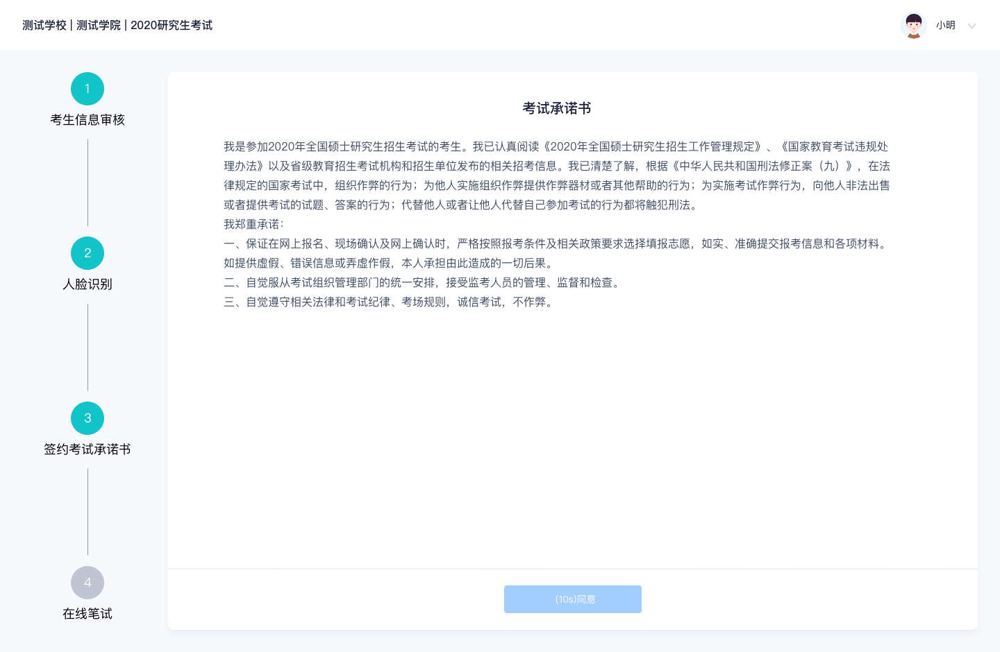 测试学校 | 测试学院 | 2020研究生考试
小明
1
考生信息审核
2
人脸识别
3
签约考试承诺书
4
在线笔试
考试承诺书
我是参加2020年全国硕士研究生招生考试的考生。我已认真阅读《2020年全国硕士研究生招生工作管理规定》、《国家教育考试违规处
理办法》以及省级教育招生考试机构和招生单位发布的相关招考信息。我已清楚了解，根据《中华人民共和国刑法修正案（九）》，在法
律规定的国家考试中，组织作弊的行为；为他人实施组织作弊提供作弊器材或者其他帮助的行为；为实施考试作弊行为，向他人非法出售
或者提供考试的试题、答案的行为；代替他人或者让他人代替自己参加考试的行为都将触犯刑法。
我郑重承诺：
一、保证在网上报名、现场确认及网上确认时，严格按照报考条件及相关政策要求选择填报志愿，如实、准确提交报考信息和各项材料。
如提供虚假、错误信息或弄虚作假，本人承担由此造成的一切后果。
二、自觉服从考试组织管理部门的统一安排，接受监考人员的管理、监督和检查。
三、自觉遵守相关法律和考试纪律、考场规则，诚信考试，不作弊。
(10s)同意